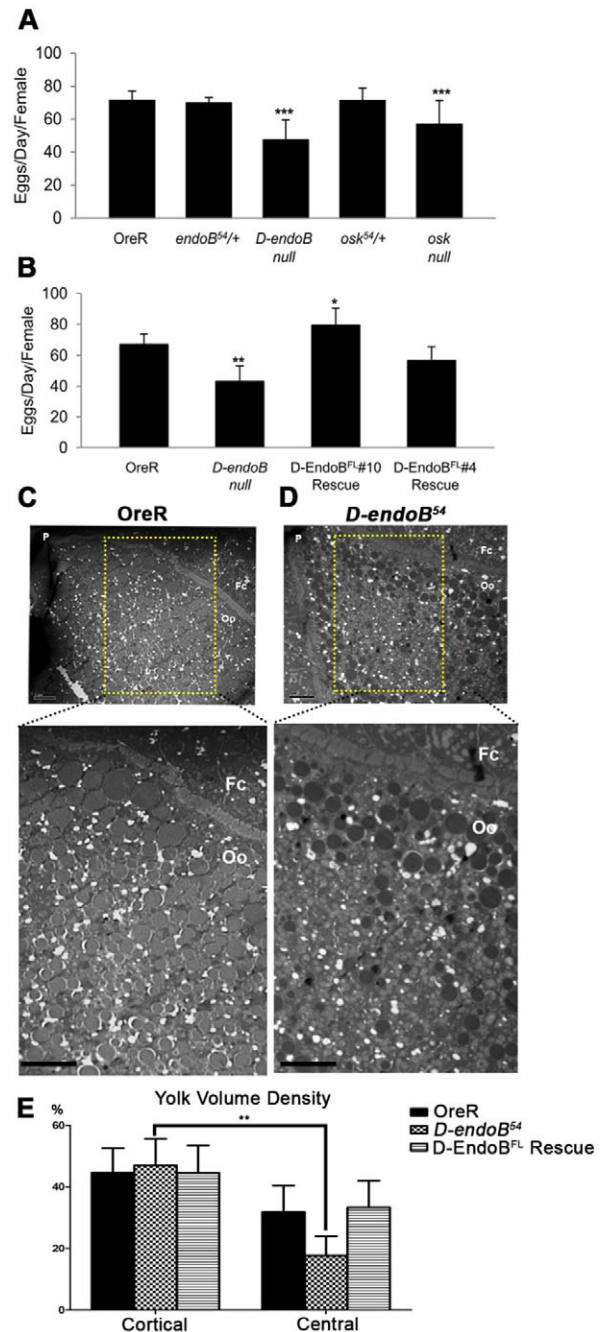 A
Eggs/Day/Female
100
80
60
40
20
0
***
***
OreR
endoB54/+
D-endoB
null
osk54/+
osk
null
B
Eggs/Day/Female
100
80
60
40
20
0
**
*
OreR
D-endoB
null
D-EndoBFL#10
Rescue
D-EndoBFL#4
Rescue
C
OreR
P
Fc
Oo
Fc
Oo
D
D-endoB54
P
Fc
Oo
Fc
Oo
E
Yolk Volume Density
%
60
40
20
0
**
Cortical
Central
OreR
D-endoB54
D-EndoBFL Rescue